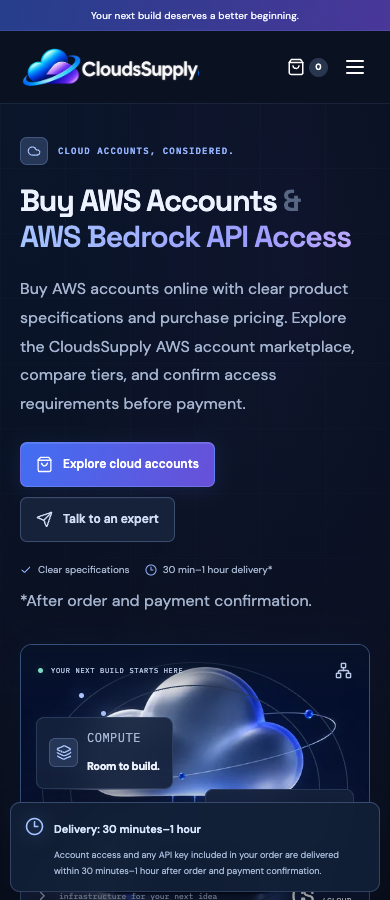 Your next build deserves a better beginning.
CloudsSupply
0
CLOUD ACCOUNTS, CONSIDERED.
Buy AWS Accounts &
AWS Bedrock API Access
Buy AWS accounts online with clear product
specifications and purchase pricing. Explore
the CloudsSupply AWS account marketplace,
compare tiers, and confirm access
requirements before payment.
Explore cloud accounts
Talk to an expert
Clear specifications
30 min–1 hour delivery*
*After order and payment confirmation.
YOUR NEXT BUILD STARTS HERE
COMPUTE
Room to build.
Delivery: 30 minutes–1 hour
Account access and any API key included in your order are delivered
within 30 minutes–1 hour after order and payment confirmation.
infrastructure for your next idea